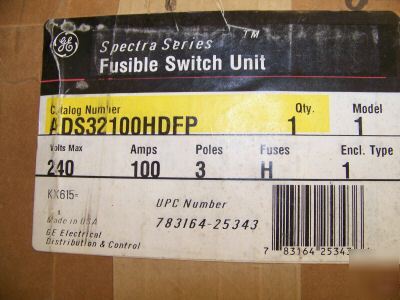 GE
Spectra Series™
Fusible Switch Unit
Catalog Number Qty. Model
ADS32100HDFP 1 1
Volts Max Amps Poles Fuses Encl. Type
240 100 3 H 1
KX615=
UPC Number
Made in USA 783164-25343
GE Electrical
Distribution & Control
7 83164 25343